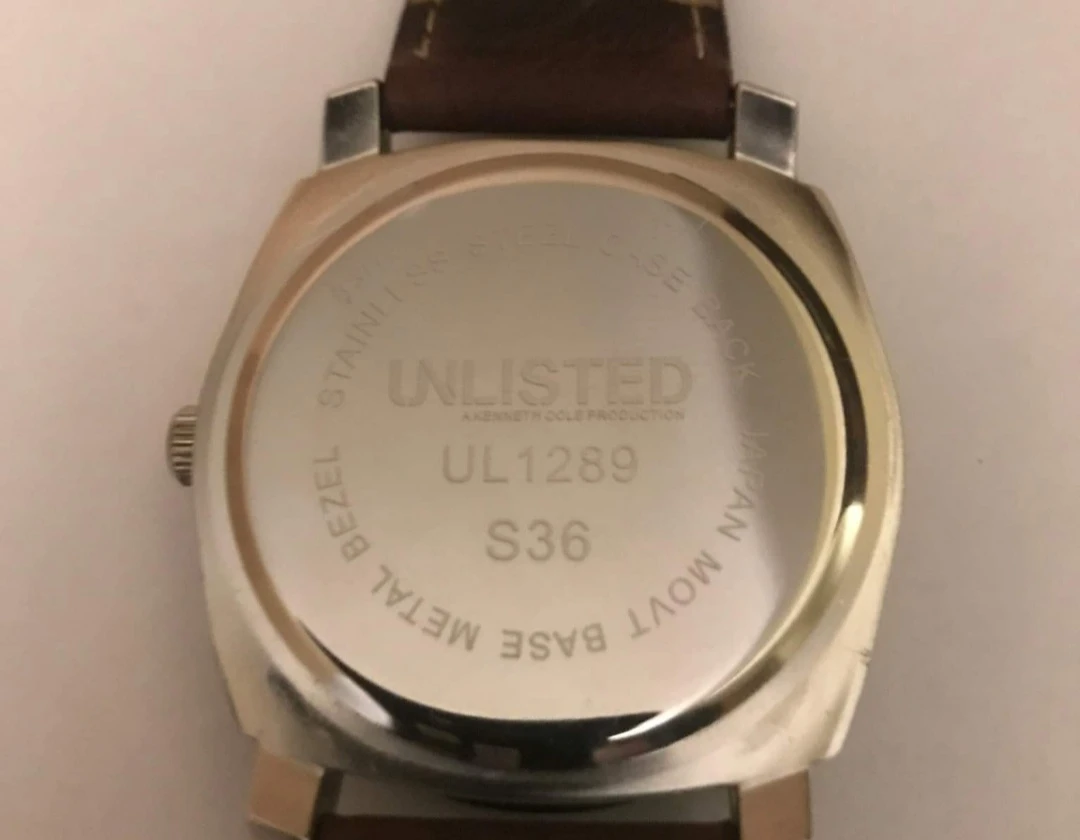 UNLISTED
A KENNETH COLE PRODUCTION
UL1289
S36
STAINLESS STEEL CASE BACK JAPAN MOVT BASE METAL BEZEL